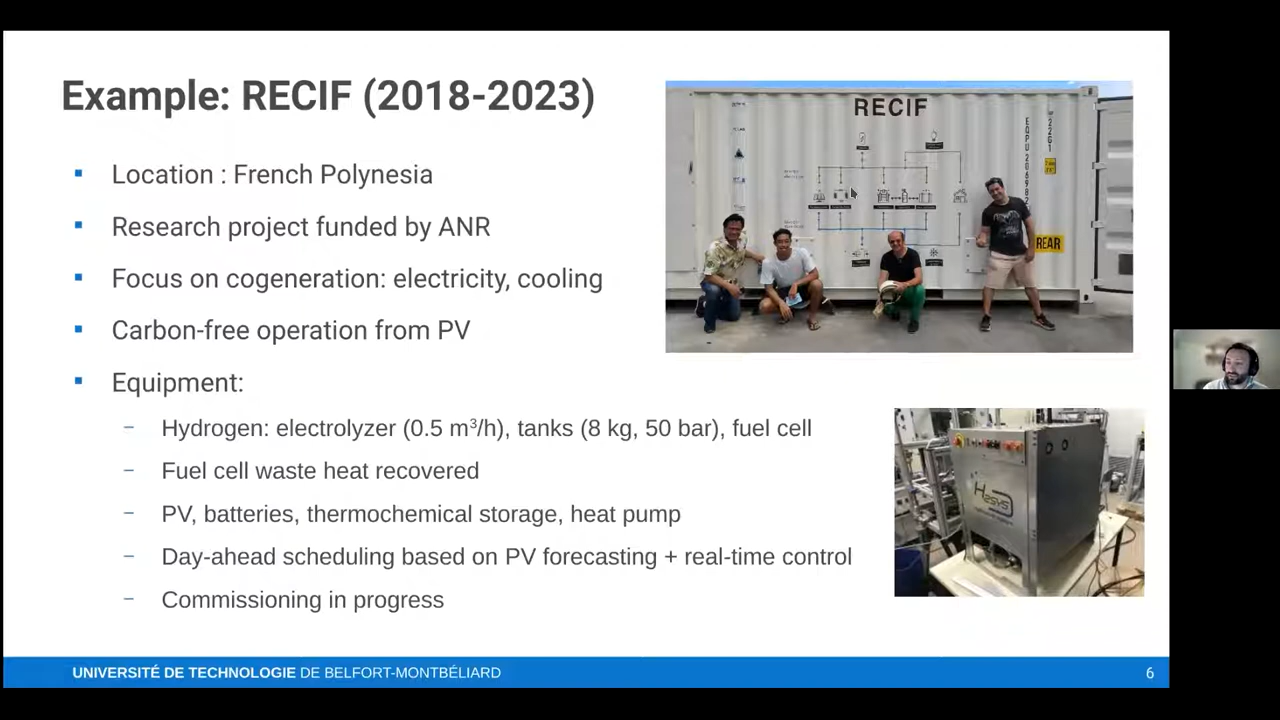 Example: RECIF (2018-2023)
Location : French Polynesia
Research project funded by ANR
Focus on cogeneration: electricity, cooling
Carbon-free operation from PV
Equipment:
Hydrogen: electrolyzer (0.5 m³/h), tanks (8 kg, 50 bar), fuel cell
Fuel cell waste heat recovered
PV, batteries, thermochemical storage, heat pump
Day-ahead scheduling based on PV forecasting + real-time control
Commissioning in progress
RECIF
REAR
UNIVERSITÉ DE TECHNOLOGIE DE BELFORT-MONTBÉLIARD
6